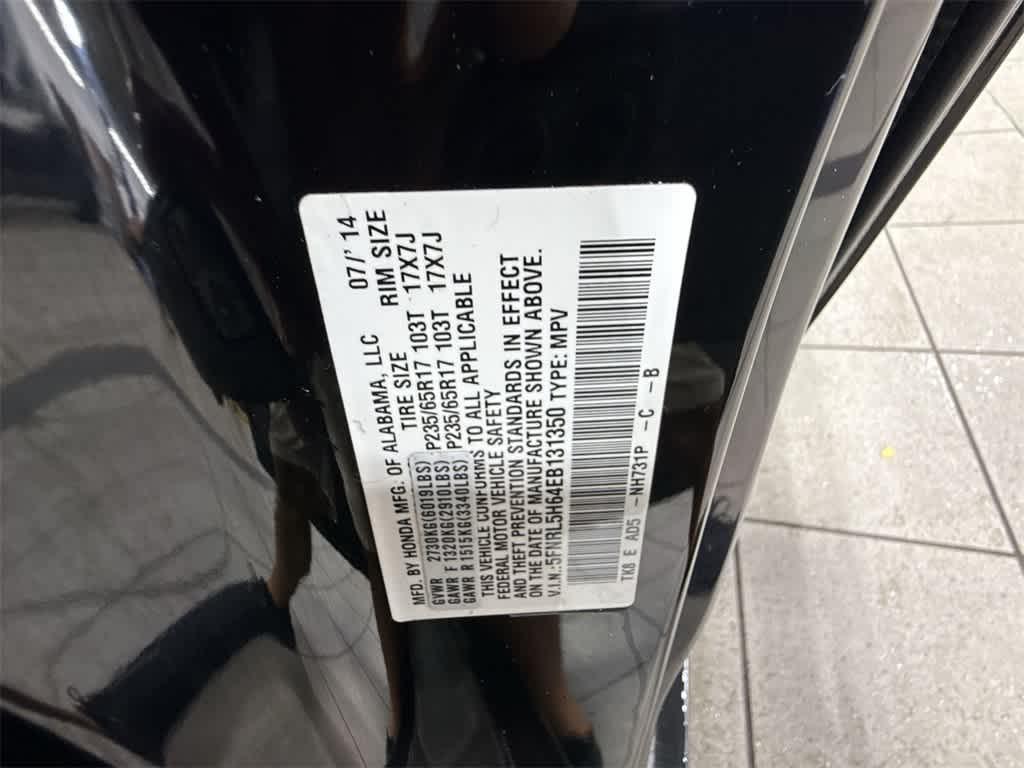 MFD. BY HONDA MFG. OF ALABAMA, LLC 07/'14
TIRE SIZE RIM SIZE
GVWR 2730KG(6019LBS)
GAWR F 1320KG(2910LBS) P235/65R17 103T 17X7J
GAWR R 1515KG(3340LBS) P235/65R17 103T 17X7J
THIS VEHICLE CONFORMS TO ALL APPLICABLE
FEDERAL MOTOR VEHICLE SAFETY
AND THEFT PREVENTION STANDARDS IN EFFECT
ON THE DATE OF MANUFACTURE SHOWN ABOVE.
V.I.N.:5FNRL5H64EB131350 TYPE: MPV
TK8 E AD5 -NH731P -C -B